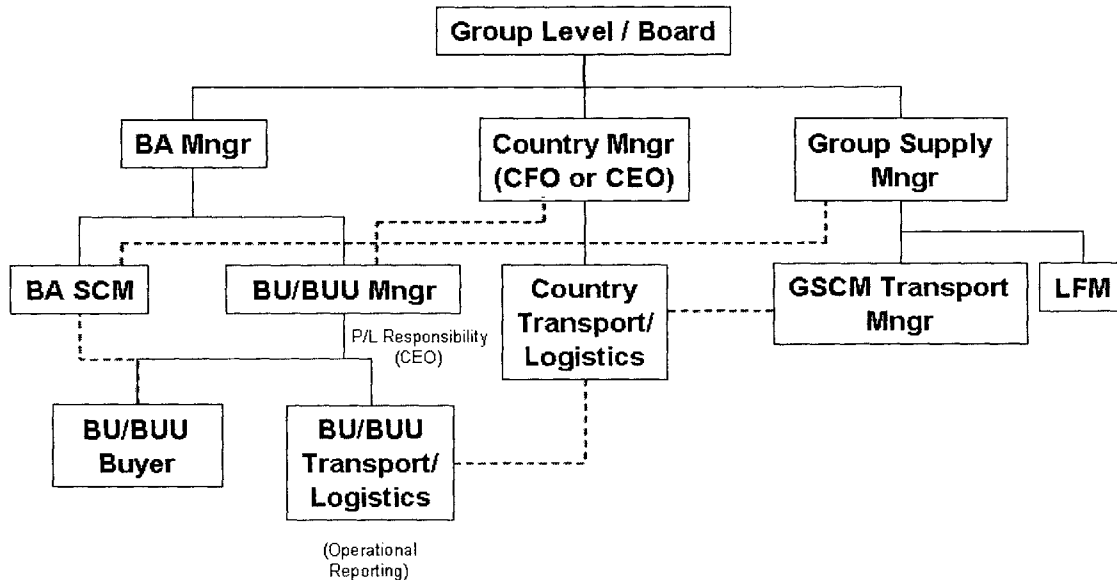 Group Level / Board
BA Mngr
Country Mngr
(CFO or CEO)
Group Supply
Mngr
BA SCM
BU/BUU Mngr
Country
Transport/
Logistics
GSCM Transport
Mngr
LFM
P/L Responsibility
(CEO)
BU/BUU
Buyer
BU/BUU
Transport/
Logistics
(Operational
Reporting)